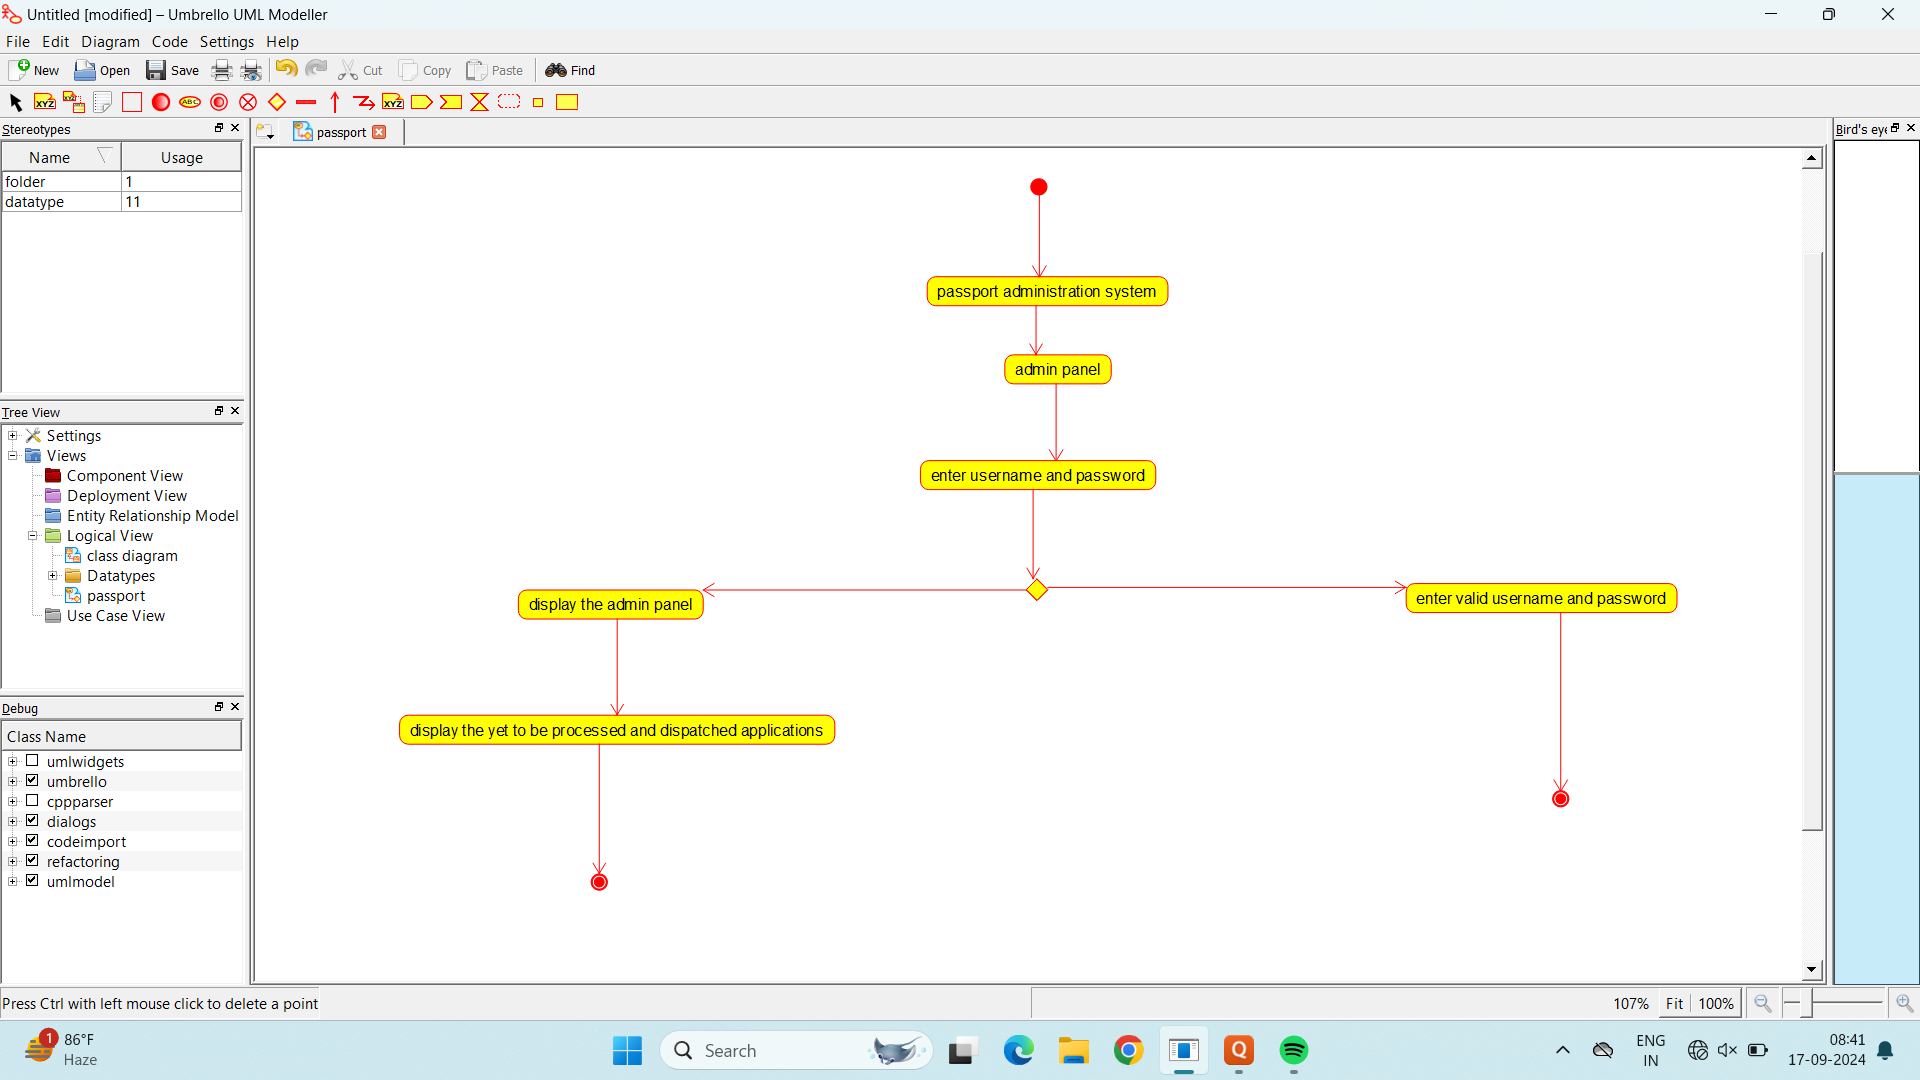 Untitled [modified] – Umbrello UML Modeller
File Edit Diagram Code Settings Help
New Open Save Cut Copy Paste Find
XYZ XYZ ABC XYZ
Stereotypes
passport
Bird's eye
Name Usage
folder 1
datatype 11
Tree View
Settings
Views
Component View
Deployment View
Entity Relationship Model
Logical View
class diagram
Datatypes
passport
Use Case View
Debug
Class Name
umlwidgets
umbrello
cppparser
dialogs
codeimport
refactoring
umlmodel
passport administration system
admin panel
enter username and password
display the admin panel
enter valid username and password
display the yet to be processed and dispatched applications
Press Ctrl with left mouse click to delete a point
107% Fit 100%
1
86°F
Haze
Search
Q
ENG
IN
08:41
17-09-2024